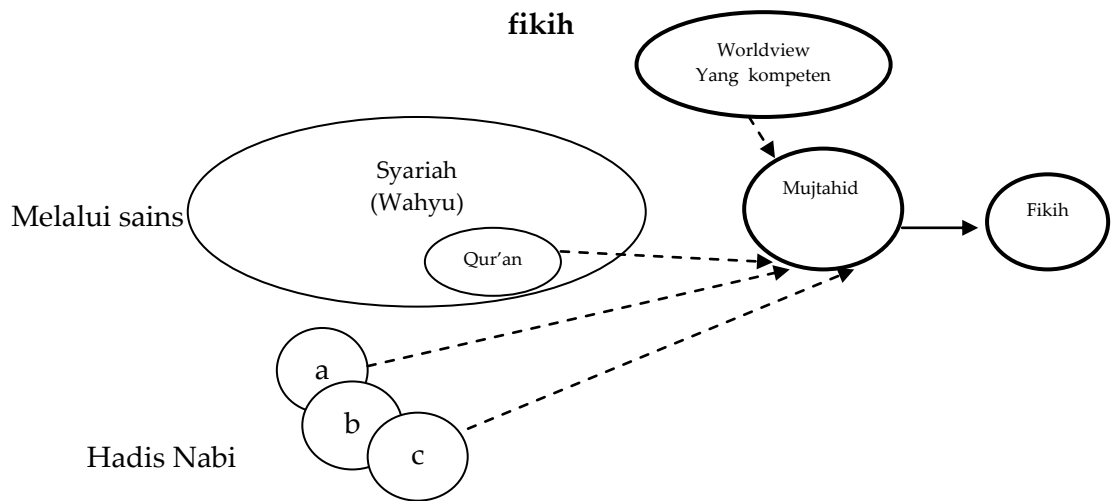 fikih
Worldview
Yang kompeten
Syariah
(Wahyu)
Mujtahid
Melalui sains
Fikih
Qur’an
a
b
c
Hadis Nabi